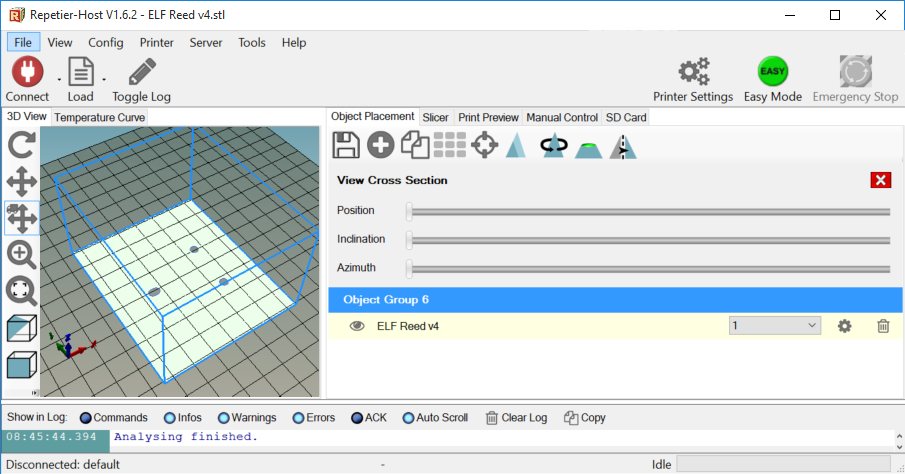 Repetier-Host V1.6.2 - ELF Reed v4.stl
File View Config Printer Server Tools Help
Connect Load Toggle Log Printer Settings EASY Easy Mode Emergency Stop
3D View Temperature Curve Object Placement Slicer Print Preview Manual Control SD Card
View Cross Section
Position
Inclination
Azimuth
Object Group 6
ELF Reed v4 1
Show in Log: Commands Infos Warnings Errors ACK Auto Scroll Clear Log Copy
08:45:44.394 Analysing finished.
Disconnected: default - Idle